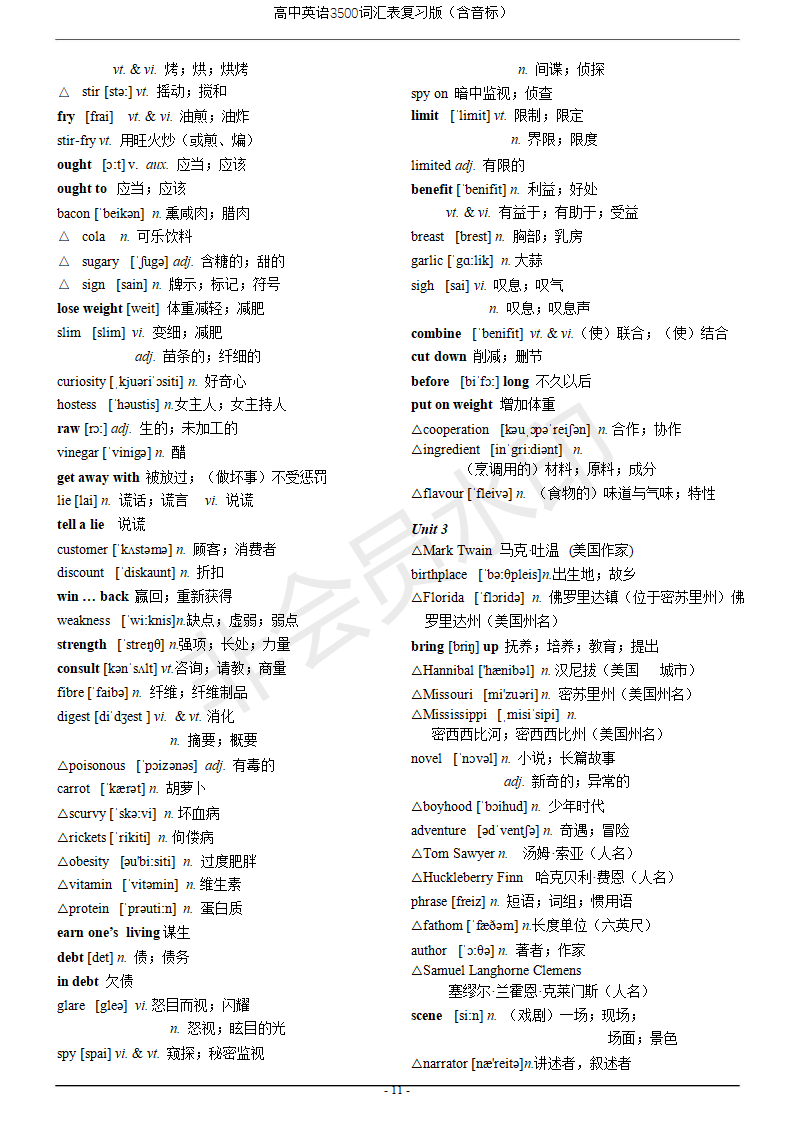 高中英语3500词汇表复习版（含音标）
vt. & vi. 烤；烘；烘烤
△ stir [stə:] vt. 摇动；搅和
fry [frai] vt. & vi. 油煎；油炸
stir-fry vt. 用旺火炒（或煎、煸）
ought [ɔ:t] v. aux. 应当；应该
ought to 应当；应该
bacon [ˈbeikən] n. 熏咸肉；腊肉
△ cola n. 可乐饮料
△ sugary [ˈʃugə] adj. 含糖的；甜的
△ sign [sain] n. 牌示；标记；符号
lose weight [weit] 体重减轻；减肥
slim [slim] vi. 变细；减肥
adj. 苗条的；纤细的
curiosity [ˌkjuəriˈɔsiti] n. 好奇心
hostess [ˈhəustis] n.女主人；女主持人
raw [rɔ:] adj. 生的；未加工的
vinegar [ˈvinigə] n. 醋
get away with 被放过；（做坏事）不受惩罚
lie [lai] n. 谎话；谎言 vi. 说谎
tell a lie 说谎
customer [ˈkʌstəmə] n. 顾客；消费者
discount [ˈdiskaunt] n. 折扣
win … back 赢回；重新获得
weakness [ˈwi:knis]n.缺点；虚弱；弱点
strength [ˈstreŋθ] n.强项；长处；力量
consult [kənˈsʌlt] vt.咨询；请教；商量
fibre [ˈfaibə] n. 纤维；纤维制品
digest [diˈdʒest ] vi. & vt. 消化
n. 摘要；概要
△poisonous [ˈpɔizənəs] adj. 有毒的
carrot [ˈkærət] n. 胡萝卜
△scurvy [ˈskə:vi] n. 坏血病
△rickets [ˈrikiti] n. 佝偻病
△obesity [əu'bi:siti] n. 过度肥胖
△vitamin [ˈvitəmin] n. 维生素
△protein [ˈprəuti:n] n. 蛋白质
earn one’s living 谋生
debt [det] n. 债；债务
in debt 欠债
glare [gleə] vi. 怒目而视；闪耀
n. 怒视；眩目的光
spy [spai] vi. & vt. 窥探；秘密监视
n. 间谍；侦探
spy on 暗中监视；侦查
limit [ˈlimit] vt. 限制；限定
n. 界限；限度
limited adj. 有限的
benefit [ˈbenifit] n. 利益；好处
vt. & vi. 有益于；有助于；受益
breast [brest] n. 胸部；乳房
garlic [ˈgɑ:lik] n. 大蒜
sigh [sai] vi. 叹息；叹气
n. 叹息；叹息声
combine [ˈbenifit] vt. & vi.（使）联合；（使）结合
cut down 削减；删节
before [biˈfɔ:] long 不久以后
put on weight 增加体重
△cooperation [kəuˌɔpəˈreiʃən] n. 合作；协作
△ingredient [inˈgri:diənt] n.
（烹调用的）材料；原料；成分
△flavour [ˈfleivə] n. （食物的）味道与气味；特性
Unit 3
△Mark Twain 马克·吐温 (美国作家)
birthplace [ˈbə:θpleis]n.出生地；故乡
△Florida [ˈflɔridə] n. 佛罗里达镇（位于密苏里州）佛
罗里达州（美国州名）
bring [briŋ] up 抚养；培养；教育；提出
△Hannibal ['hænibəl] n. 汉尼拔（美国 城市）
△Missouri [mi'zuəri] n. 密苏里州（美国州名）
△Mississippi [ˌmisiˈsipi] n.
密西西比河；密西西比州（美国州名）
novel [ˈnɔvəl] n. 小说；长篇故事
adj. 新奇的；异常的
△boyhood [ˈbɔihud] n. 少年时代
adventure [ədˈventʃə] n. 奇遇；冒险
△Tom Sawyer n. 汤姆·索亚（人名）
△Huckleberry Finn 哈克贝利·费恩（人名）
phrase [freiz] n. 短语；词组；惯用语
△fathom [ˈfæðəm] n.长度单位（六英尺）
author [ˈɔ:θə] n. 著者；作家
△Samuel Langhorne Clemens
塞缪尔·兰霍恩·克莱门斯（人名）
scene [si:n] n. （戏剧）一场；现场；
场面；景色
△narrator [næ'reitə]n.讲述者，叙述者
非会员水印
- 11 -